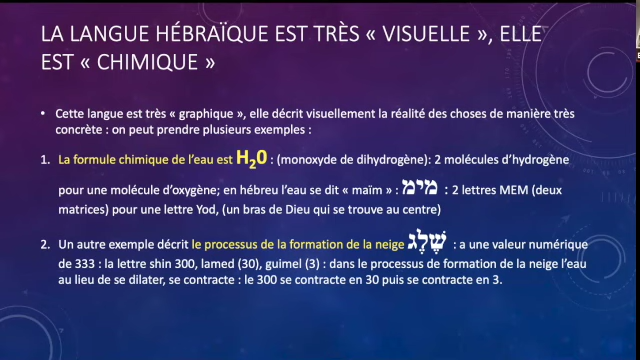 LA LANGUE HÉBRAÏQUE EST TRÈS « VISUELLE », ELLE
EST « CHIMIQUE »
• Cette langue est très « graphique », elle décrit visuellement la réalité des choses de manière très
concrète : on peut prendre plusieurs exemples :
1. La formule chimique de l'eau est H₂0 : (monoxyde de dihydrogène): 2 molécules d'hydrogène
pour une molécule d'oxygène; en hébreu l'eau se dit « maïm » : מימ : 2 lettres MEM (deux
matrices) pour une lettre Yod, (un bras de Dieu qui se trouve au centre)
2. Un autre exemple décrit le processus de la formation de la neige שֶׁלֶג : a une valeur numérique
de 333 : la lettre shin 300, lamed (30), guimel (3) : dans le processus de formation de la neige l'eau
au lieu de se dilater, se contracte : le 300 se contracte en 30 puis se contracte en 3.